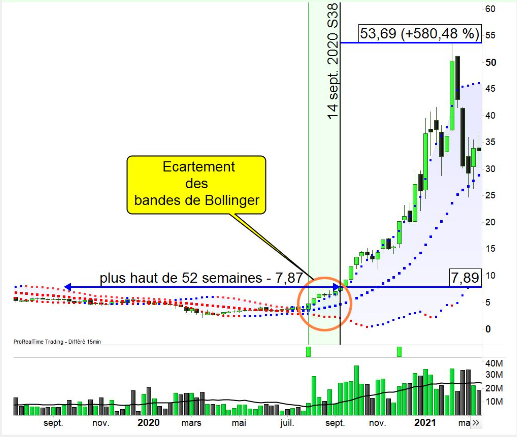 53,69 (+580,48 %)
14 sept. 2020 S38
Ecartement
des
bandes de Bollinger
plus haut de 52 semaines - 7,87
7,89
60
55
50
45
40
35
30
25
20
15
10
5
0
ProRealTime Trading - Différé 15min
40M
30M
20M
10M
sept. nov. 2020 mars mai juil. sept. nov. 2021 ma >>